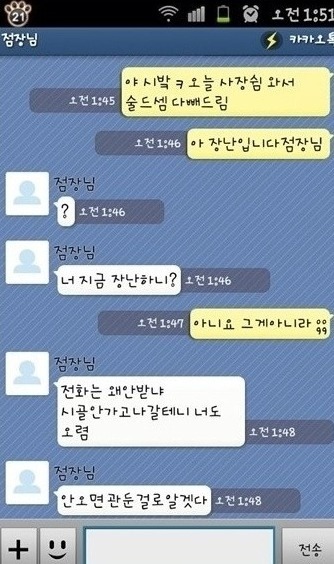 21
오전 1:51
점장님
카카오톡
야 시밬 ㅋ 오늘 사장쉼 와서
술드셈 다빼드림
오전 1:45
아 장난입니다점장님
오전 1:46
점장님
?
오전 1:46
점장님
너 지금 장난하니?
오전 1:46
아니요 그게아니라
오전 1:47
점장님
전화는 왜안받냐
시골안가고나갈테니 너도
오렴
오전 1:48
점장님
안오면 관둔걸로알겟다
오전 1:48
전송